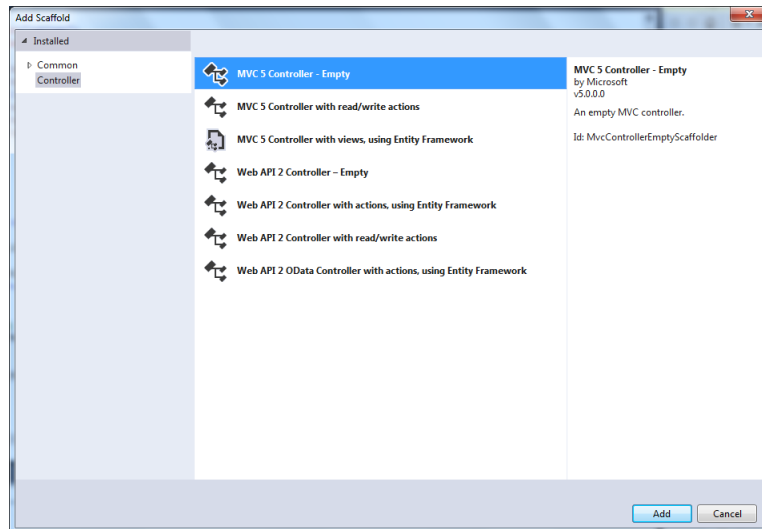 Add Scaffold
Installed
Common
Controller
MVC 5 Controller - Empty
MVC 5 Controller with read/write actions
MVC 5 Controller with views, using Entity Framework
Web API 2 Controller – Empty
Web API 2 Controller with actions, using Entity Framework
Web API 2 Controller with read/write actions
Web API 2 OData Controller with actions, using Entity Framework
MVC 5 Controller - Empty
by Microsoft
v5.0.0.0
An empty MVC controller.
Id: MvcControllerEmptyScaffolder
Add
Cancel